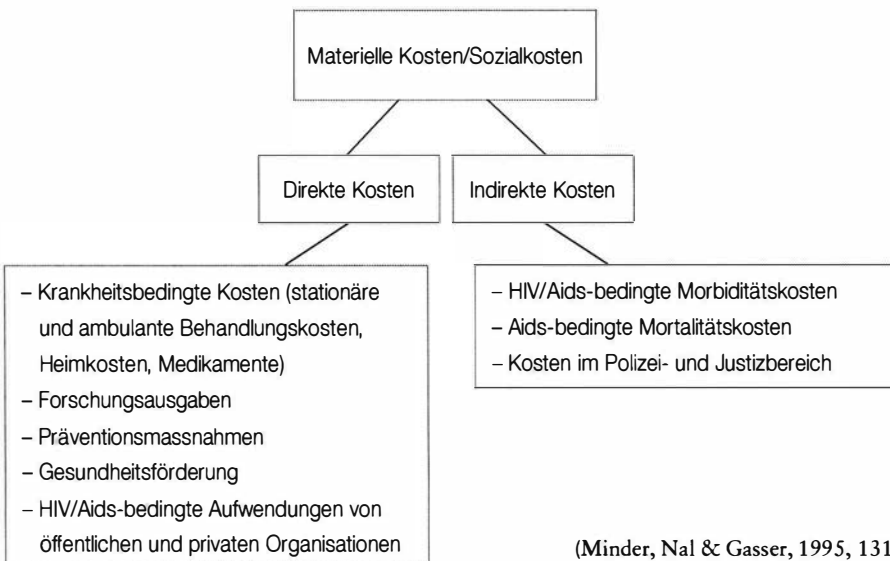 Materielle Kosten/Sozialkosten
Direkte Kosten
Indirekte Kosten
– Krankheitsbedingte Kosten (stationäre
und ambulante Behandlungskosten,
Heimkosten, Medikamente)
– Forschungsausgaben
– Präventionsmassnahmen
– Gesundheitsförderung
– HIV/Aids-bedingte Aufwendungen von
öffentlichen und privaten Organisationen
– HIV/Aids-bedingte Morbiditätskosten
– Aids-bedingte Mortalitätskosten
– Kosten im Polizei- und Justizbereich
(Minder, Nal & Gasser, 1995, 131